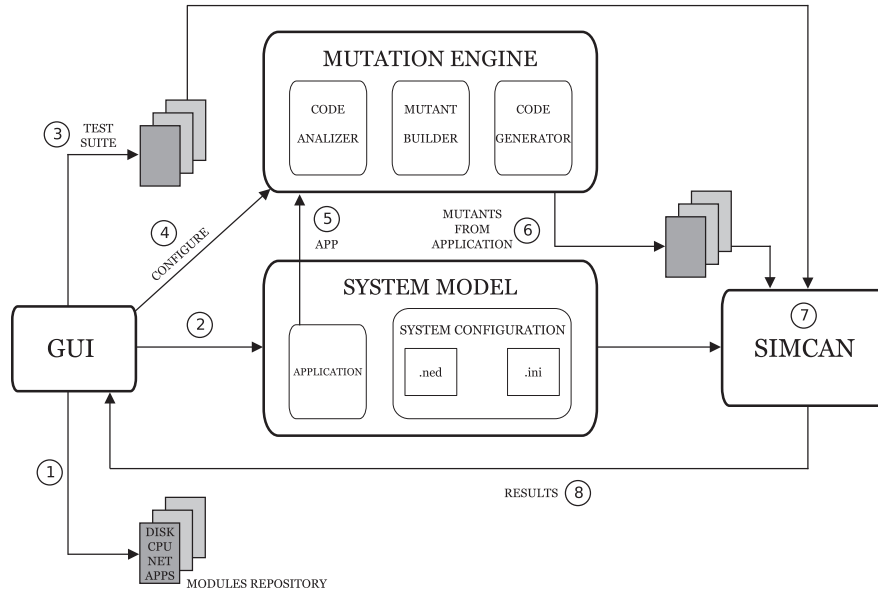 MUTATION ENGINE
CODE
ANALIZER
MUTANT
BUILDER
CODE
GENERATOR
3
TEST
SUITE
4
CONFIGURE
5
APP
MUTANTS
FROM
APPLICATION
6
SYSTEM MODEL
APPLICATION
SYSTEM CONFIGURATION
.ned
.ini
GUI
2
7
SIMCAN
1
RESULTS 8
DISK
CPU
NET
APPS
MODULES REPOSITORY